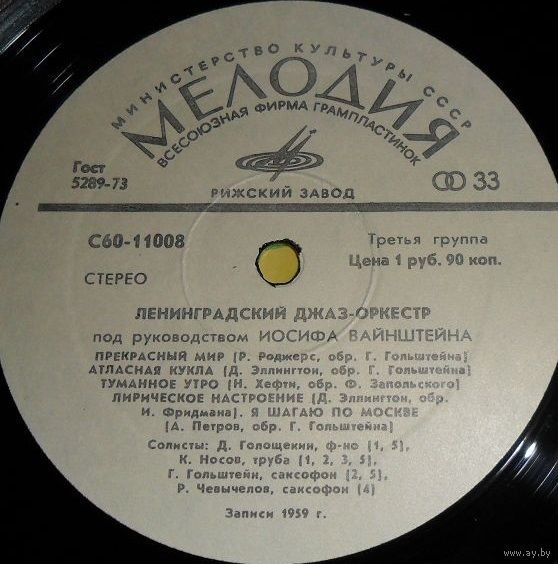 МИНИСТЕРСТВО КУЛЬТУРЫ СССР
МЕЛОДИЯ
ВСЕСОЮЗНАЯ ФИРМА ГРАМПЛАСТИНОК
Гост
5289-73
РИЖСКИЙ ЗАВОД
33
С60-11008
Третья группа
Цена 1 руб. 90 коп.
СТЕРЕО
ЛЕНИНГРАДСКИЙ ДЖАЗ-ОРКЕСТР
под руководством ИОСИФА ВАЙНШТЕЙНА
ПРЕКРАСНЫЙ МИР (Р. Роджерс, обр. Г. Гольштейна)
АТЛАСНАЯ КУКЛА (Д. Эллингтон, обр. Г. Гольштейна)
ТУМАННОЕ УТРО (Н. Хефти, обр. Ф. Запольского)
ЛИРИЧЕСКОЕ НАСТРОЕНИЕ (Д. Эллингтон, обр.
И. Фридмана). Я ШАГАЮ ПО МОСКВЕ
(А. Петров, обр. Г. Гольштейна)
Солисты: Д. Голощекин, ф-но (1, 5),
К. Носов, труба (1, 2, 3, 5),
Г. Гольштейн, саксофон (2, 5),
Р. Чевычелов, саксофон (4)
Записи 1959 г.
www.ay.by